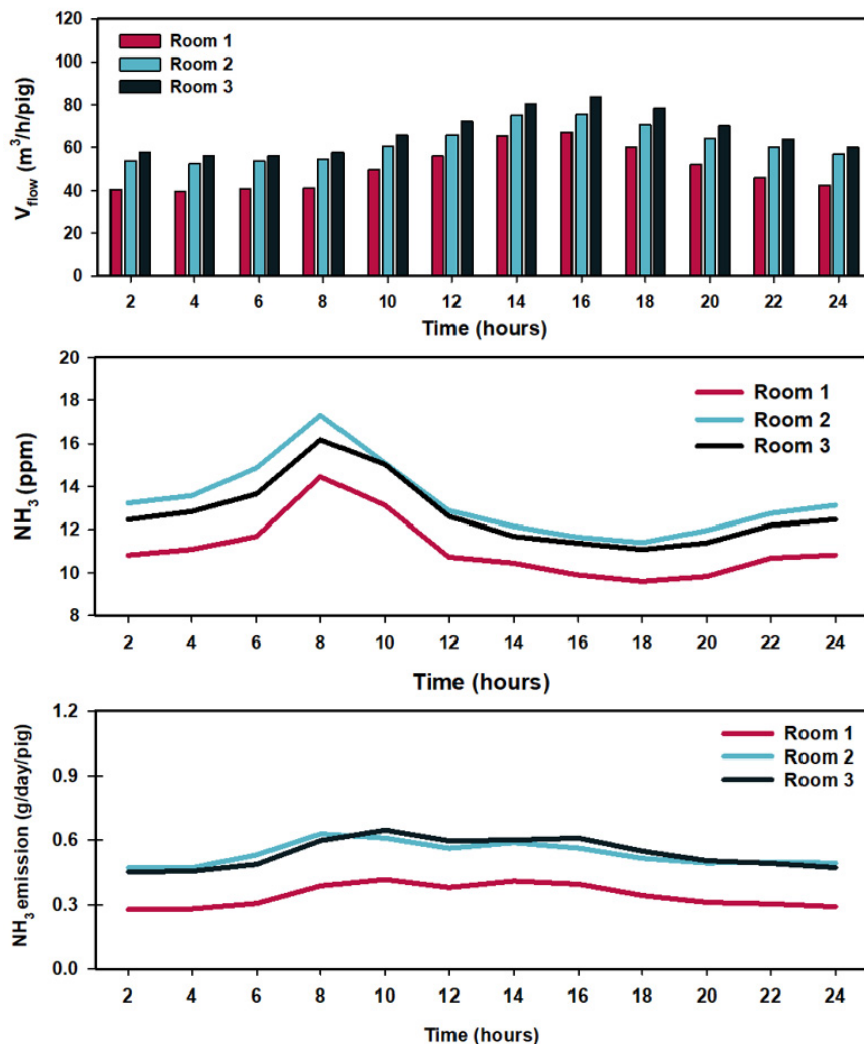 V_flow (m³/h/pig)
120
100
80
60
40
20
0
Room 1
Room 2
Room 3
2 4 6 8 10 12 14 16 18 20 22 24
Time (hours)
NH₃ (ppm)
20
18
16
14
12
10
8
Room 1
Room 2
Room 3
2 4 6 8 10 12 14 16 18 20 22 24
Time (hours)
NH₃ emission (g/day/pig)
1.2
0.9
0.6
0.3
0.0
Room 1
Room 2
Room 3
2 4 6 8 10 12 14 16 18 20 22 24
Time (hours)